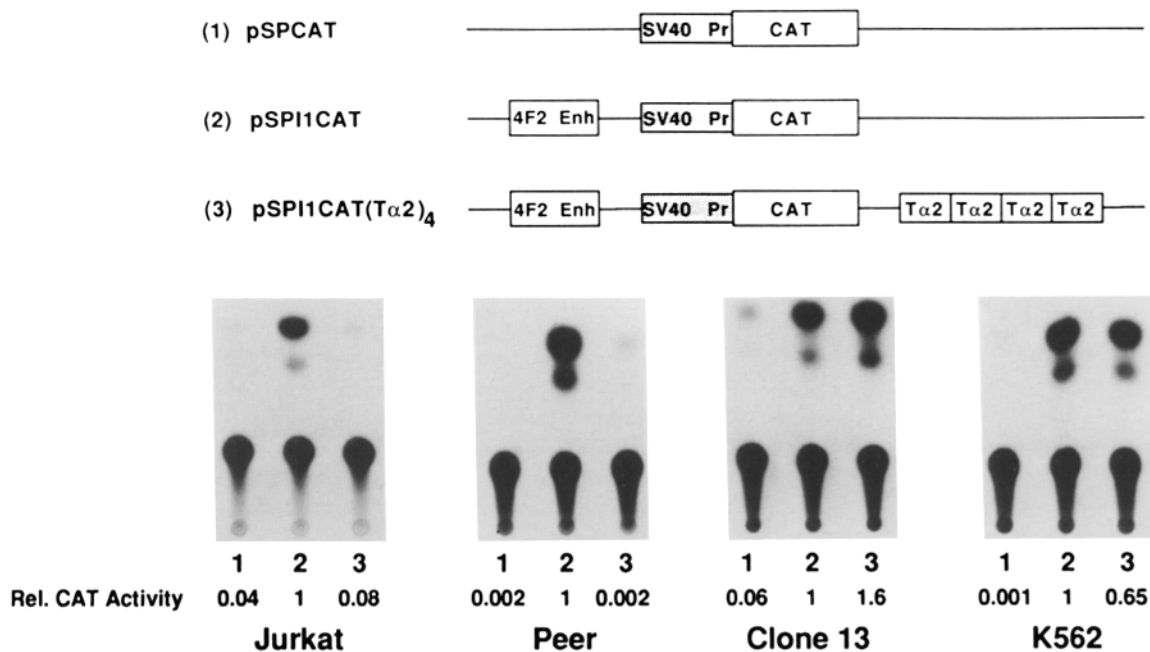 (1) pSPCAT SV40 Pr CAT
(2) pSPI1CAT 4F2 Enh SV40 Pr CAT
(3) pSPI1CAT(Tα2)4 4F2 Enh SV40 Pr CAT Tα2 Tα2 Tα2 Tα2
1 2 3 1 2 3 1 2 3 1 2 3
Rel. CAT Activity 0.04 1 0.08 0.002 1 0.002 0.06 1 1.6 0.001 1 0.65
Jurkat Peer Clone 13 K562